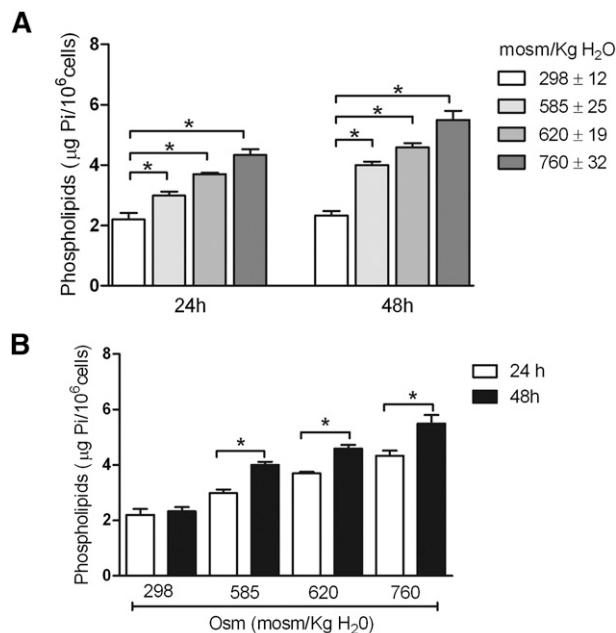 A
mosm/Kg H₂O
298 ± 12
585 ± 25
620 ± 19
760 ± 32
Phospholipids ( µg Pi/10⁶cells)
8
6
4
2
0
* * *
* * *
24h 48h
B
24 h
48h
Phospholipids ( µg Pi/10⁶cells)
8
6
4
2
0
* * *
298 585 620 760
Osm (mosm/Kg H₂0)